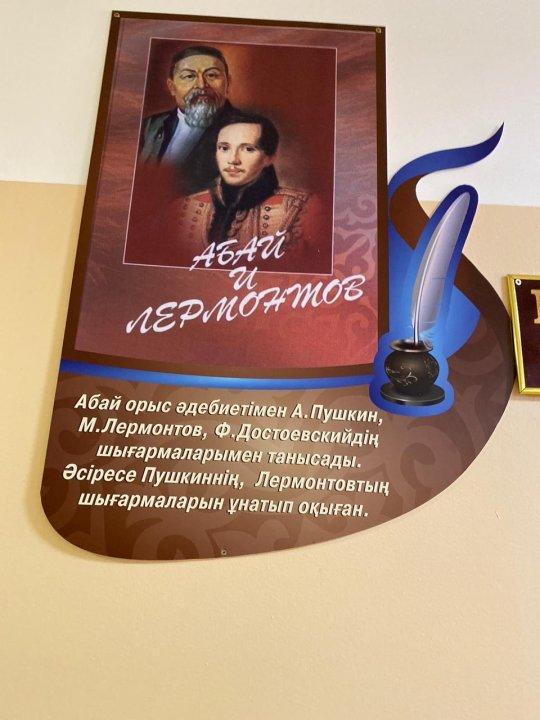 АБАЙ
И
ЛЕРМОНТОВ
Абай орыс әдебиетімен А.Пушкин,
М.Лермонтов, Ф.Достоевскийдің
шығармаларымен танысады.
Әсіресе Пушкиннің, Лермонтовтың
шығармаларын ұнатып оқыған.